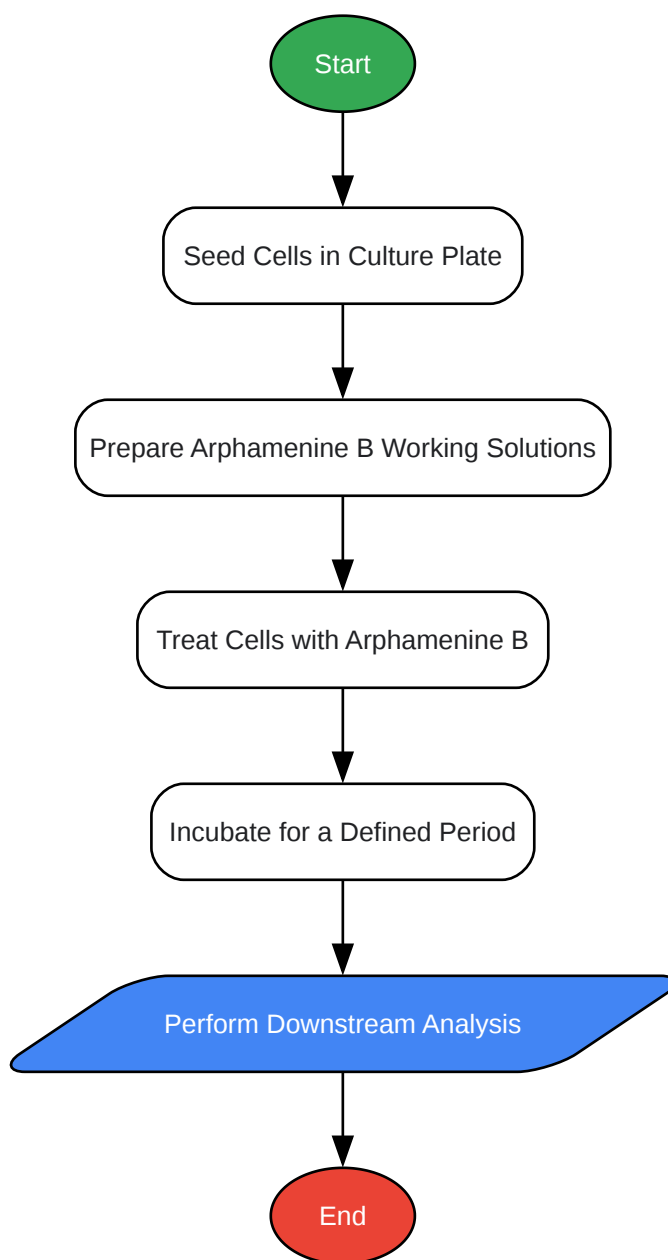 Start
Seed Cells in Culture Plate
Prepare Arphamenine B Working Solutions
Treat Cells with Arphamenine B
Incubate for a Defined Period
Perform Downstream Analysis
End